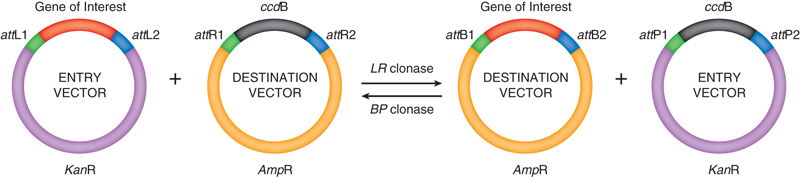 Gene of Interest
attL1
attL2
ENTRY
VECTOR
KanR
+
ccdB
attR1
attR2
DESTINATION
VECTOR
AmpR
LR clonase
BP clonase
Gene of Interest
attB1
attB2
DESTINATION
VECTOR
AmpR
+
ccdB
attP1
attP2
ENTRY
VECTOR
KanR